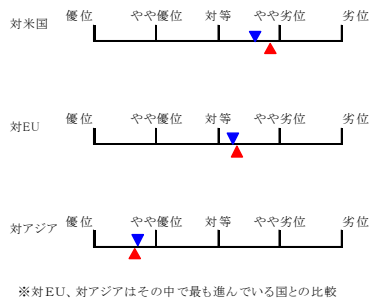 優位 やや優位 対等 やや劣位 劣位
対米国
優位 やや優位 対等 やや劣位 劣位
対EU
優位 やや優位 対等 やや劣位 劣位
対アジア
※対EU、対アジアはその中で最も進んでいる国との比較